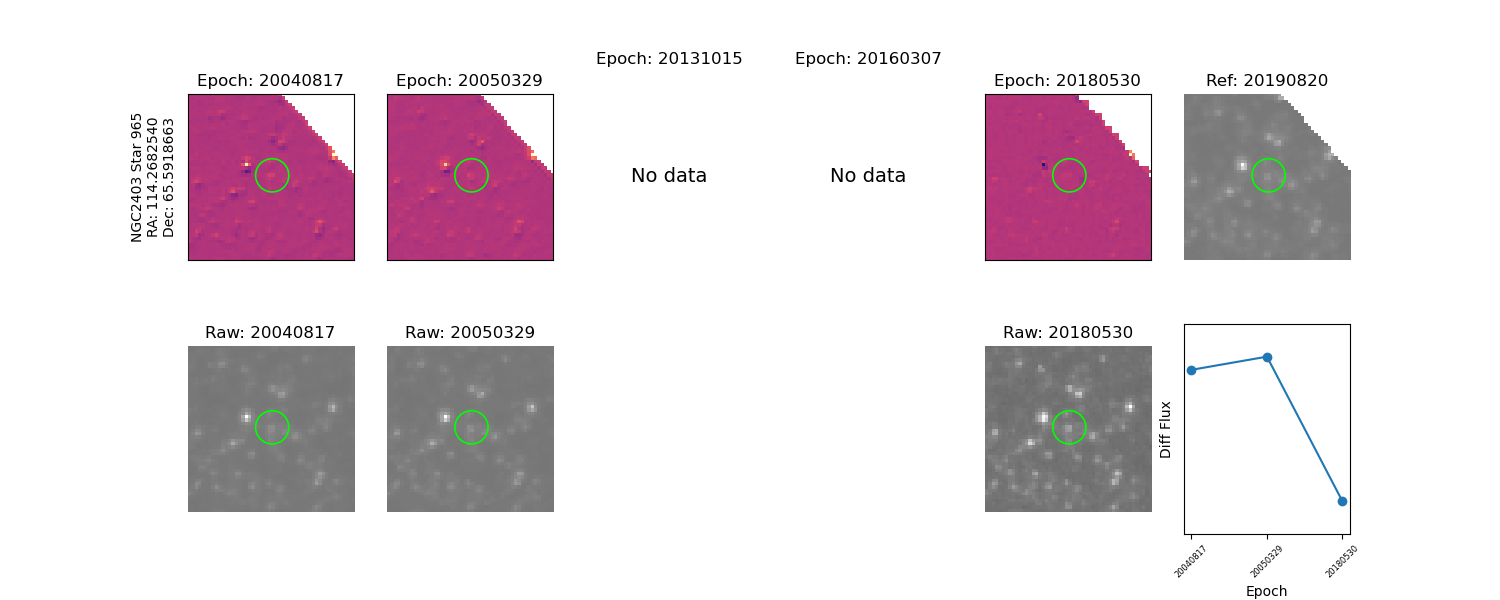 Epoch: 20040817
Epoch: 20050329
Epoch: 20131015
Epoch: 20160307
Epoch: 20180530
Ref: 20190820
NGC2403 Star 965
RA: 114.2682540
Dec: 65.5918663
No data
No data
Raw: 20040817
Raw: 20050329
Raw: 20180530
Diff Flux
20040817
20050329
20180530
Epoch